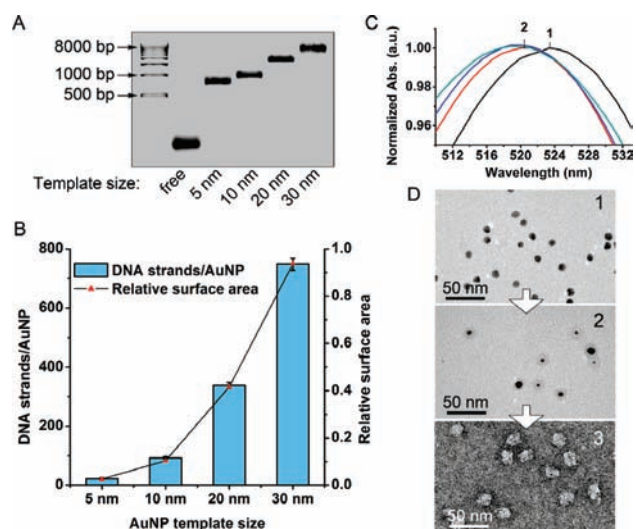 A
8000 bp
1000 bp
500 bp
Template size:
free
5 nm
10 nm
20 nm
30 nm
B
800
600
400
200
0
DNA strands/AuNP
DNA strands/AuNP
Relative surface area
1.0
0.8
0.6
0.4
0.2
0.0
Relative surface area
5 nm
10 nm
20 nm
30 nm
AuNP template size
C
Normalized Abs. (a.u.)
1.00
0.98
0.96
2
1
512
516
520
524
528
532
Wavelength (nm)
D
1
50 nm
2
50 nm
3
50 nm